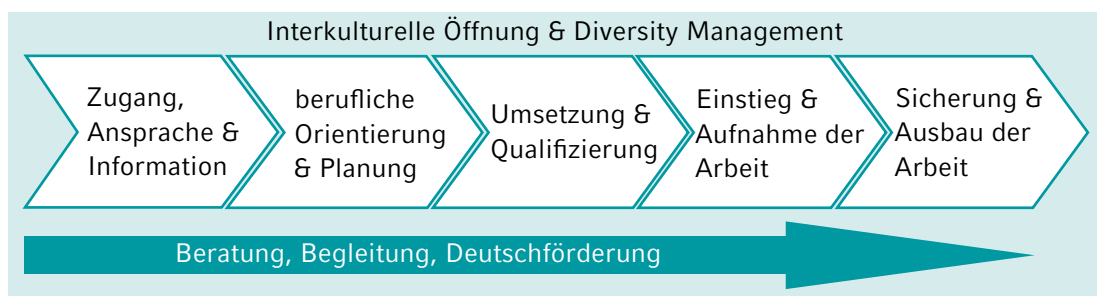 Interkulturelle Öffnung & Diversity Management
Zugang,
Ansprache &
Information
berufliche
Orientierung
& Planung
Umsetzung &
Qualifizierung
Einstieg &
Aufnahme der
Arbeit
Sicherung &
Ausbau der
Arbeit
Beratung, Begleitung, Deutschförderung